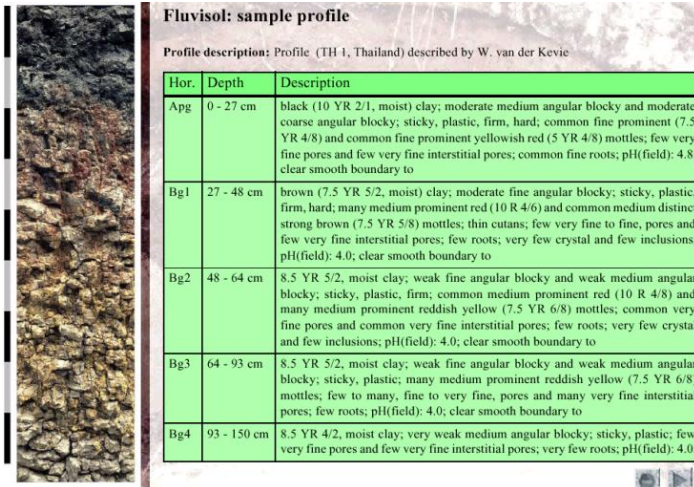 Fluvisol: sample profile
Profile description: Profile (TH 1, Thailand) described by W. van der Kevie
Hor. Depth Description
Apg 0 - 27 cm black (10 YR 2/1, moist) clay; moderate medium angular blocky and moderate
coarse angular blocky; sticky, plastic, firm, hard; common fine prominent (7.5
YR 4/8) and common fine prominent yellowish red (5 YR 4/8) mottles; few very
fine pores and few very fine interstitial pores; common fine roots; pH(field): 4.8
clear smooth boundary to
Bg1 27 - 48 cm brown (7.5 YR 5/2, moist) clay; moderate fine angular blocky; sticky, plastic
firm, hard; many medium prominent red (10 R 4/6) and common medium distinc
strong brown (7.5 YR 5/8) mottles; thin cutans; few very fine to fine, pores and
few very fine interstitial pores; few roots; very few crystal and few inclusions
pH(field): 4.0; clear smooth boundary to
Bg2 48 - 64 cm 8.5 YR 5/2, moist clay; weak fine angular blocky and weak medium angular
blocky; sticky, plastic, firm; common medium prominent red (10 R 4/8) and
many medium prominent reddish yellow (7.5 YR 6/8) mottles; common very
fine pores and common very fine interstitial pores; few roots; very few crysta
and few inclusions; pH(field): 4.0; clear smooth boundary to
Bg3 64 - 93 cm 8.5 YR 5/2, moist clay; weak fine angular blocky and weak medium angular
blocky; sticky, plastic; many medium prominent reddish yellow (7.5 YR 6/8
mottles; few to many, fine to very fine, pores and many very fine interstitia
pores; few roots; pH(field): 4.0; clear smooth boundary to
Bg4 93 - 150 cm 8.5 YR 4/2, moist clay; very weak medium angular blocky; sticky, plastic; few
very fine pores and few very fine interstitial pores; very few roots; pH(field): 4.0